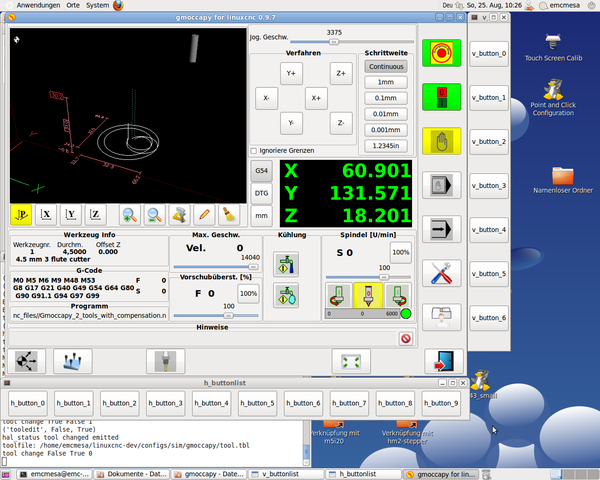 Anwendungen Orte System
Deu
So, 25. Aug, 10:26
emcmesa
gmoccapy for linuxcnc 0.9.7
v
Jog. Geschw.
3375
Verfahren
Schrittweite
Y+
Z+
X-
X+
Y-
Z-
Continuous
1mm
0.1mm
0.01mm
0.001mm
1.2345in
Ignoriere Grenzen
G54
DTG
mm
X 60.901
Y 131.571
Z 18.201
P
X
Y
Z
Werkzeug Info
Werkzeugnr. Durchm. Offset Z
1 4,5000 0.000
4.5 mm 3 flute cutter
G-Code
M0 M5 M6 M9 M48 M53
G8 G17 G21 G40 G49 G54 G64 G80
G90 G91.1 G94 G97 G99
F 0
S 0
Programm
nc_files//Gmoccapy_2_tools_with_compensation.n
Max. Geschw.
Vel. 0
14040
Vorschubüberst. [%]
F 0
100%
100
Kühlung
Spindel [U/min]
S 0
100%
100
0 6000
Hinweise
v_button_0
v_button_1
v_button_2
v_button_3
v_button_4
v_button_5
v_button_6
Touch Screen Calib
Point and Click
Configuration
Namenloser Ordner
h_buttonlist
h_button_0
h_button_1
h_button_2
h_button_3
h_button_4
h_button_5
h_button_6
h_button_7
h_button_8
h_button_9
Verknüpfung mit
m5i20
Verknüpfung mit
hm2-stepper
tool change True False 1
('tooledit', False, True)
hal status tool changed emitted
toolfile: /home/emcmesa/linuxcnc-dev/configs/sim/gmoccapy/tool.tbl
tool change False True 0
emcmesa@emc-...
Dokumente - Dat...
gmoccapy - Date...
v_buttonlist
h_buttonlist
gmoccapy for lin...